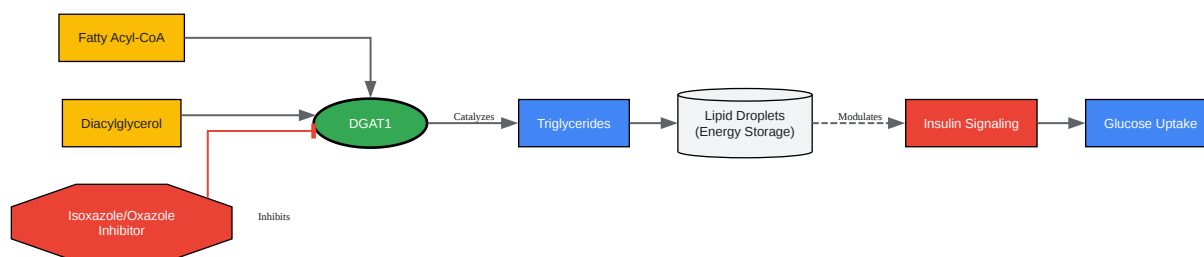 Fatty Acyl-CoA
Diacylglycerol
DGAT1
Catalyzes
Triglycerides
Lipid Droplets
(Energy Storage)
Modulates
Insulin Signaling
Glucose Uptake
Isoxazole/Oxazole
Inhibitor
Inhibits